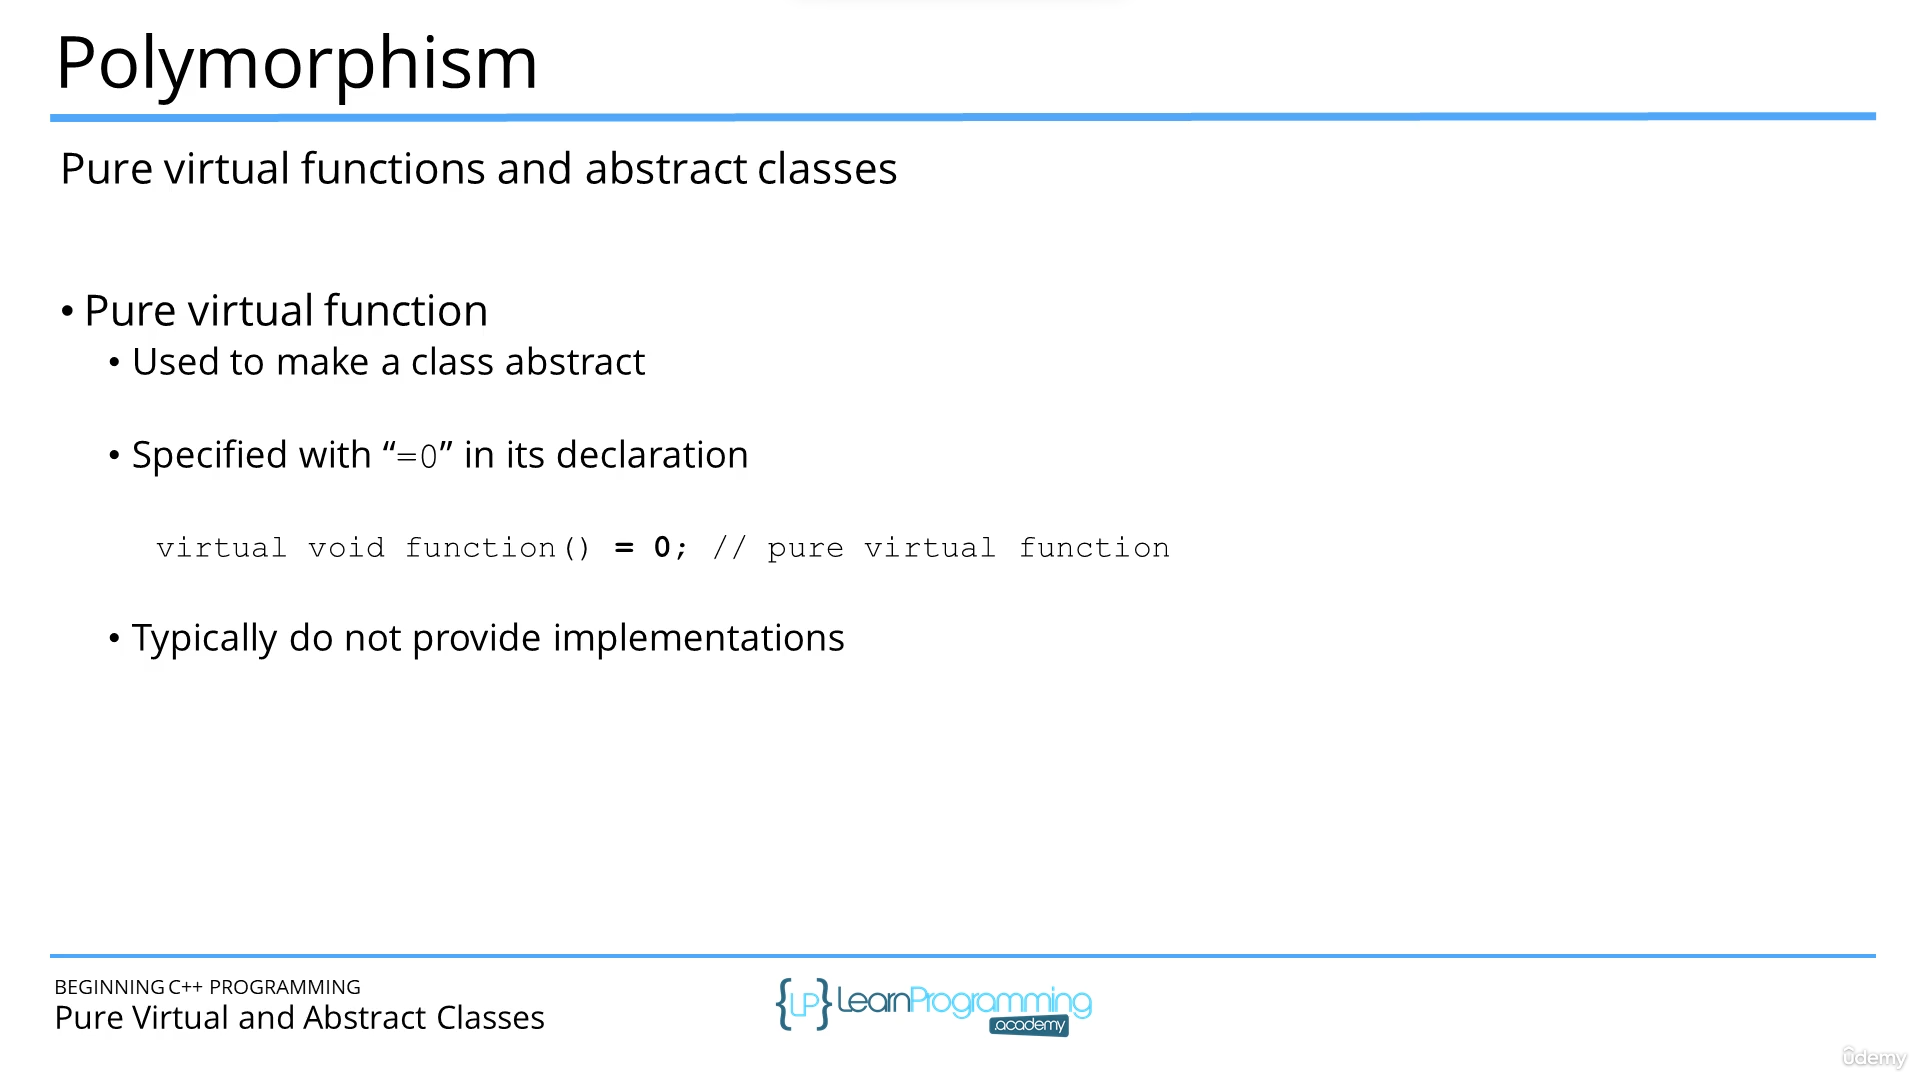 Polymorphism
Pure virtual functions and abstract classes
• Pure virtual function
• Used to make a class abstract
• Specified with “=0” in its declaration
virtual void function() = 0; // pure virtual function
• Typically do not provide implementations
BEGINNING C++ PROGRAMMING
Pure Virtual and Abstract Classes
{LP} LearnProgramming
academy
ûdemy